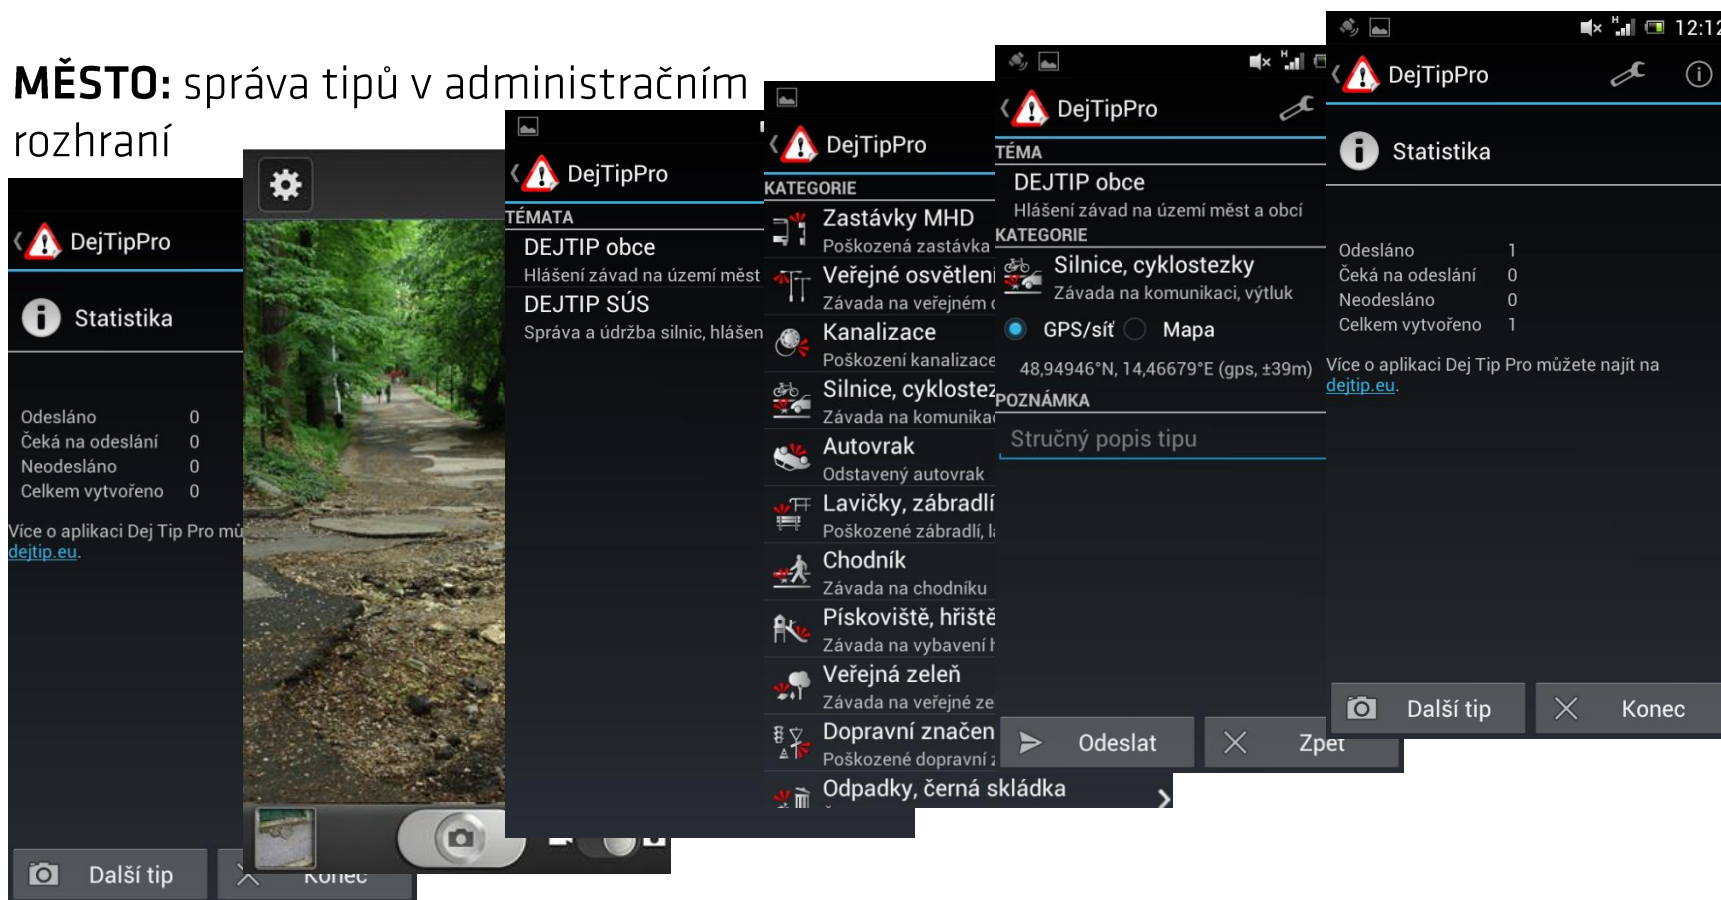 MĚSTO: správa tipů v administračním
rozhraní
DejTipPro
Statistika
Odesláno 0
Čeká na odeslání 0
Neodesláno 0
Celkem vytvořeno 0
Více o aplikaci Dej Tip Pro mů
dejtip.eu.
Další tip
Konec
DejTipPro
TÉMATA
DEJTIP obce
Hlášení závad na území měst
DEJTIP SÚS
Správa a údržba silnic, hlášen
DejTipPro
KATEGORIE
Zastávky MHD
Poškozená zastávka
Veřejné osvětlení
Závada na veřejném
Kanalizace
Poškození kanalizace
Silnice, cyklostez
Závada na komunika
Autovrak
Odstavený autovrak
Lavičky, zábradlí
Poškozené zábradlí,
Chodník
Závada na chodníku
Pískoviště, hřiště
Závada na vybavení
Veřejná zeleň
Závada na veřejné ze
Dopravní značen
Poškozené dopravní
Odpadky, černá skládka
H
DejTipPro
TÉMA
DEJTIP obce
Hlášení závad na území měst a obcí
KATEGORIE
Silnice, cyklostezky
Závada na komunikaci, výtluk
GPS/síť Mapa
48,94946°N, 14,46679°E (gps, ±39m)
POZNÁMKA
Stručný popis tipu
Odeslat
Zpět
H 12:12
DejTipPro
Statistika
Odesláno 1
Čeká na odeslání 0
Neodesláno 0
Celkem vytvořeno 1
Více o aplikaci Dej Tip Pro můžete najít na
dejtip.eu.
Další tip
Konec